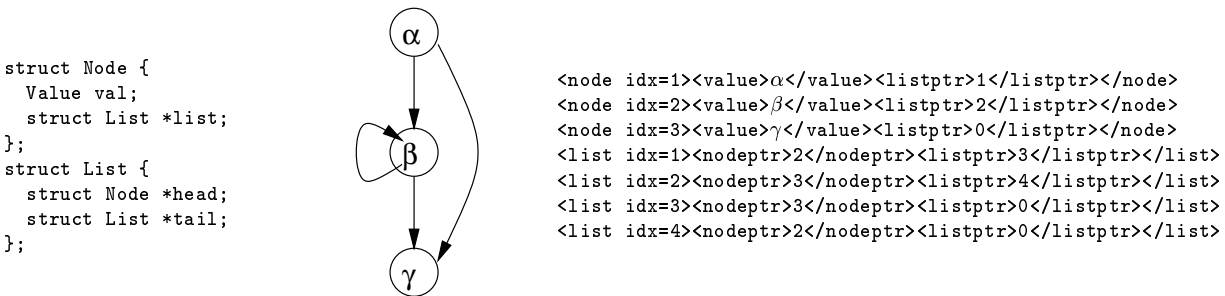 struct Node {
Value val;
struct List *list;
};
struct List {
struct Node *head;
struct List *tail;
};
α
β
γ
<node idx=1><value>α</value><listptr>1</listptr></node>
<node idx=2><value>β</value><listptr>2</listptr></node>
<node idx=3><value>γ</value><listptr>0</listptr></node>
<list idx=1><nodeptr>2</nodeptr><listptr>3</listptr></list>
<list idx=2><nodeptr>3</nodeptr><listptr>4</listptr></list>
<list idx=3><nodeptr>3</nodeptr><listptr>0</listptr></list>
<list idx=4><nodeptr>2</nodeptr><listptr>0</listptr></list>